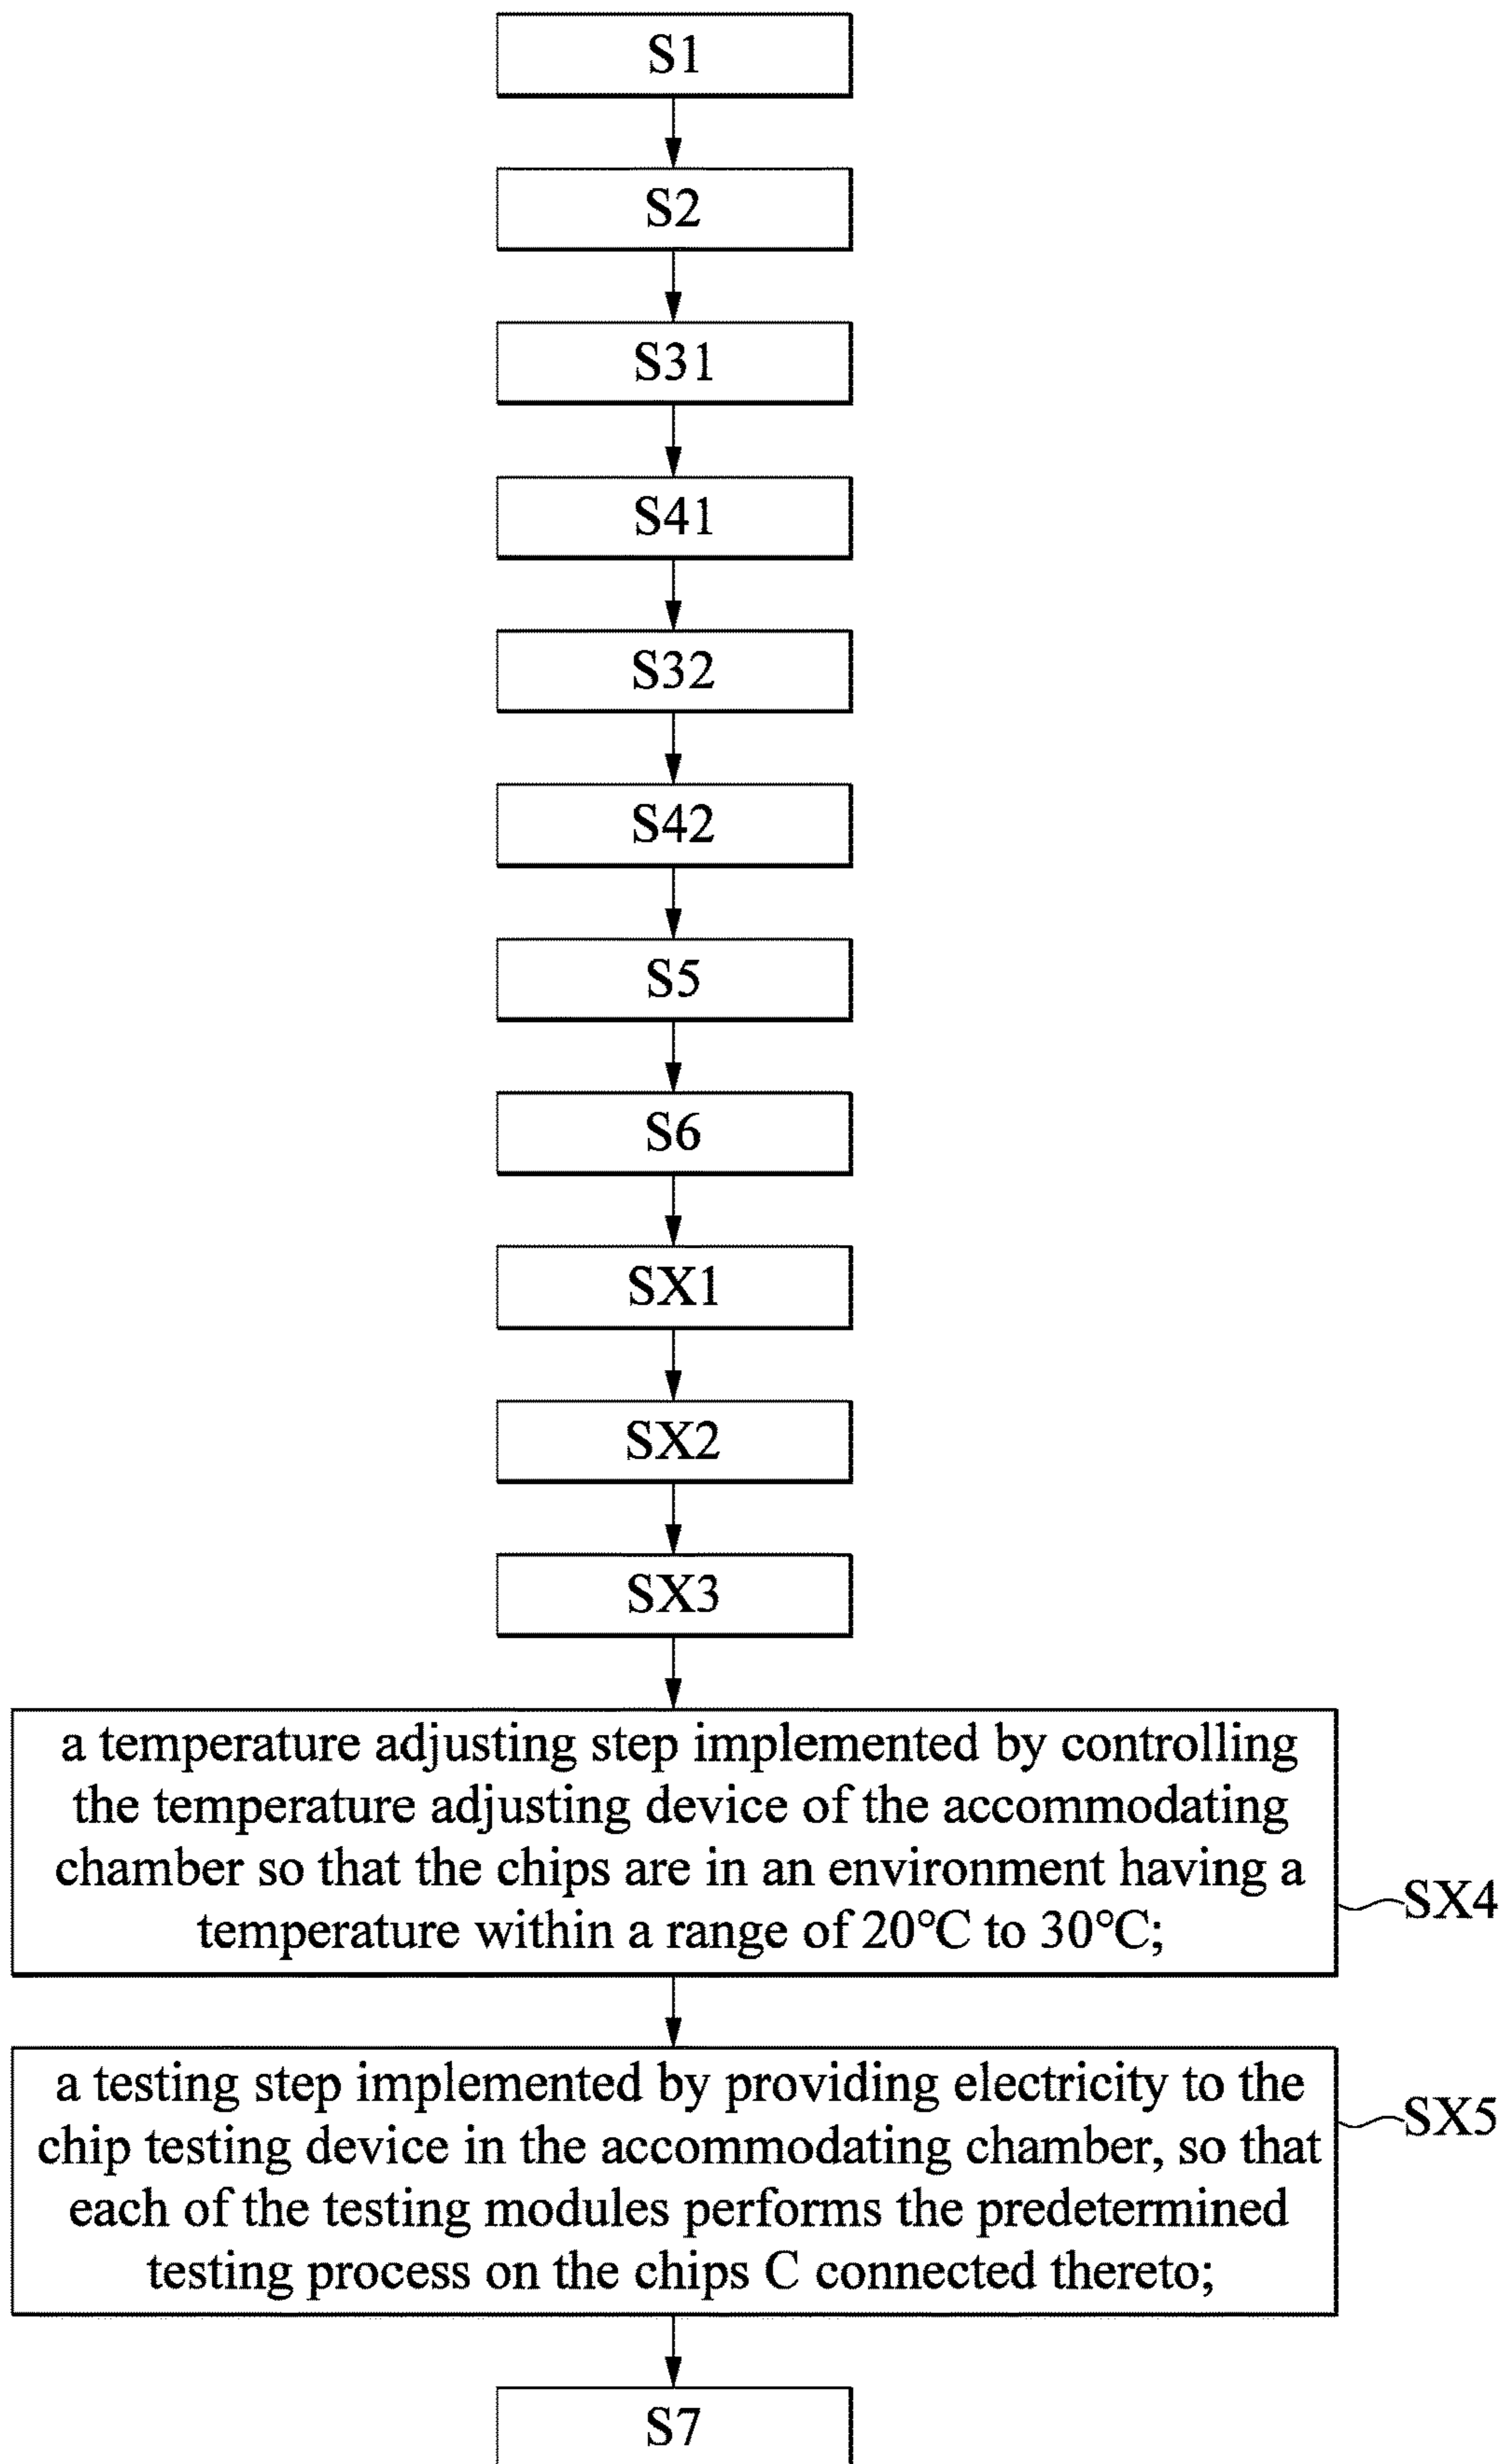 S1
S2
S31
S41
S32
S42
S5
S6
SX1
SX2
SX3
a temperature adjusting step implemented by controlling
the temperature adjusting device of the accommodating
chamber so that the chips are in an environment having a
temperature within a range of 20°C to 30°C;
SX4
a testing step implemented by providing electricity to the
chip testing device in the accommodating chamber, so that
each of the testing modules performs the predetermined
testing process on the chips C connected thereto;
SX5
S7